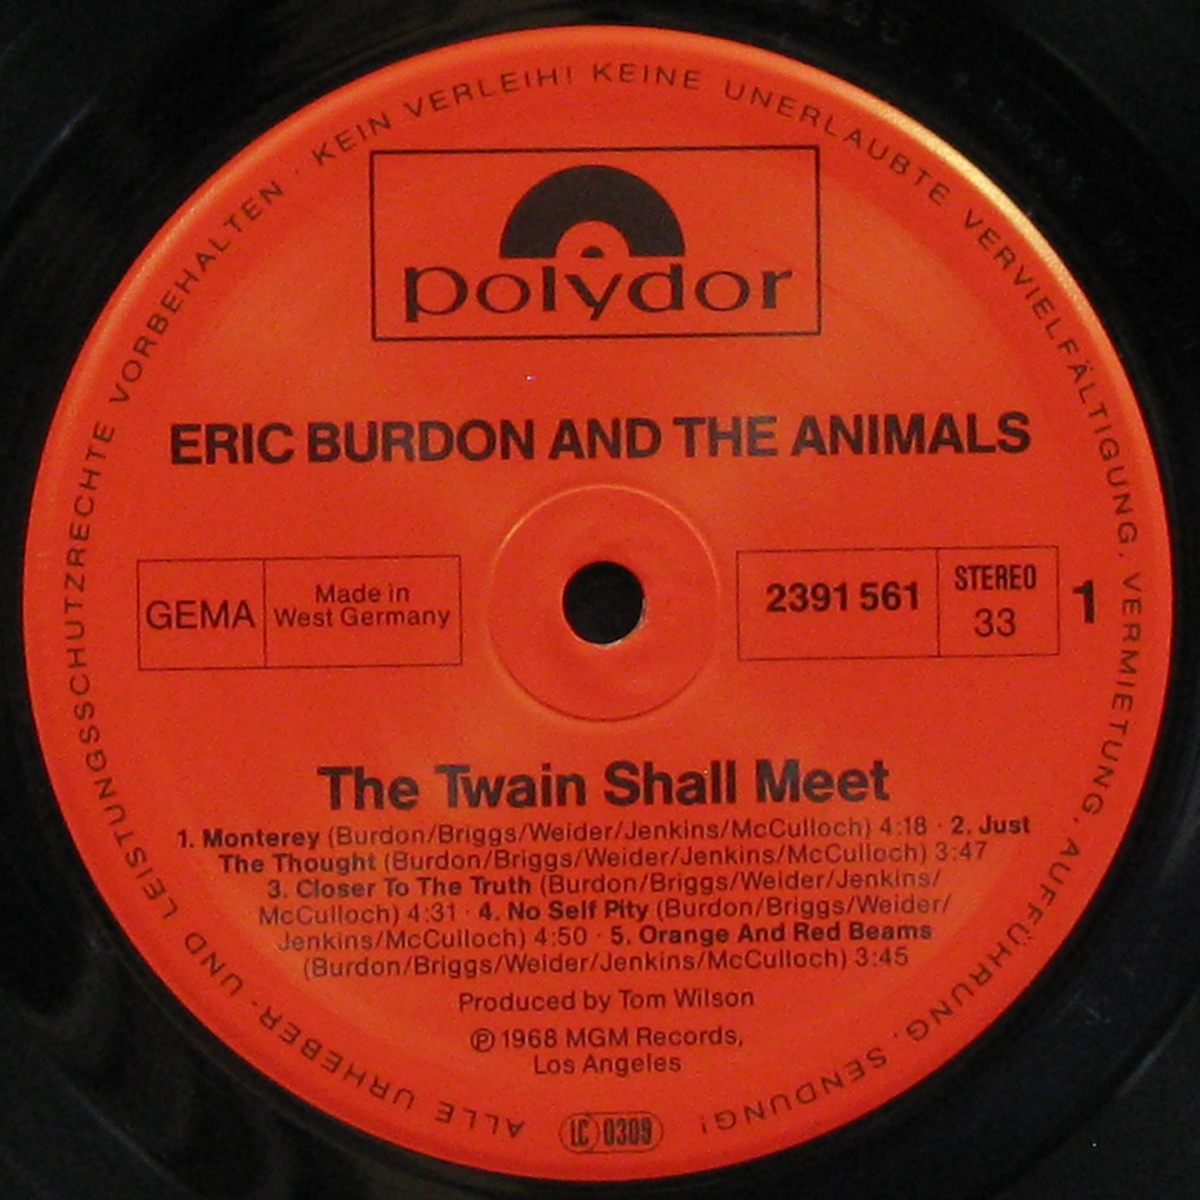 ALLE URHEBER- UND LEISTUNGSSCHUTZRECHTE VORBEHALTEN · KEIN VERLEIH! KEINE UNERLAUBTE VERVIELFÄLTIGUNG, VERMIETUNG, AUFFÜHRUNG, SENDUNG!
polydor
ERIC BURDON AND THE ANIMALS
GEMA
Made in
West Germany
2391 561
STEREO
33
1
The Twain Shall Meet
1. Monterey (Burdon/Briggs/Weider/Jenkins/McCulloch) 4:18 · 2. Just
The Thought (Burdon/Briggs/Weider/Jenkins/McCulloch) 3:47
3. Closer To The Truth (Burdon/Briggs/Weider/Jenkins/
McCulloch) 4:31 · 4. No Self Pity (Burdon/Briggs/Weider/
Jenkins/McCulloch) 4:50 · 5. Orange And Red Beams
(Burdon/Briggs/Weider/Jenkins/McCulloch) 3:45
Produced by Tom Wilson
℗ 1968 MGM Records,
Los Angeles
LC 0309